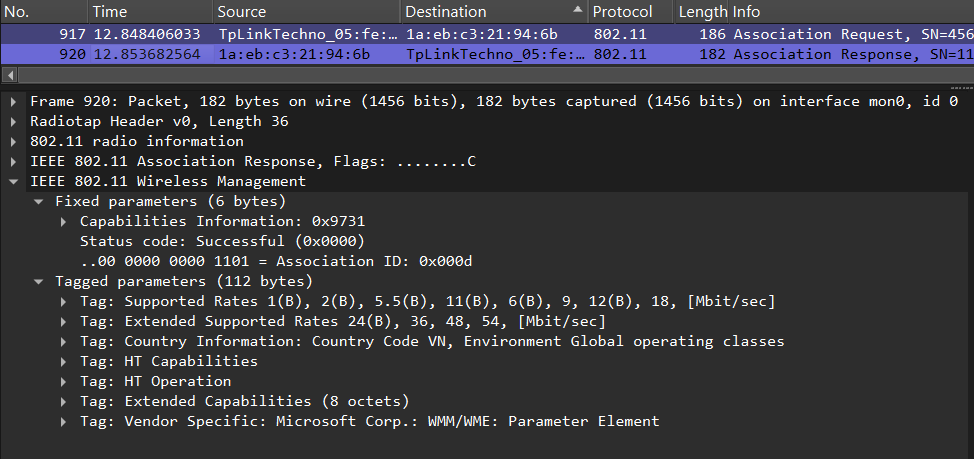 No. Time Source Destination Protocol Length Info
917 12.848406033 TpLinkTechno_05:fe:… 1a:eb:c3:21:94:6b 802.11 186 Association Request, SN=456
920 12.853682564 1a:eb:c3:21:94:6b TpLinkTechno_05:fe:… 802.11 182 Association Response, SN=11
Frame 920: Packet, 182 bytes on wire (1456 bits), 182 bytes captured (1456 bits) on interface mon0, id 0
Radiotap Header v0, Length 36
802.11 radio information
IEEE 802.11 Association Response, Flags: ........C
IEEE 802.11 Wireless Management
Fixed parameters (6 bytes)
Capabilities Information: 0x9731
Status code: Successful (0x0000)
..00 0000 0000 1101 = Association ID: 0x000d
Tagged parameters (112 bytes)
Tag: Supported Rates 1(B), 2(B), 5.5(B), 11(B), 6(B), 9, 12(B), 18, [Mbit/sec]
Tag: Extended Supported Rates 24(B), 36, 48, 54, [Mbit/sec]
Tag: Country Information: Country Code VN, Environment Global operating classes
Tag: HT Capabilities
Tag: HT Operation
Tag: Extended Capabilities (8 octets)
Tag: Vendor Specific: Microsoft Corp.: WMM/WME: Parameter Element